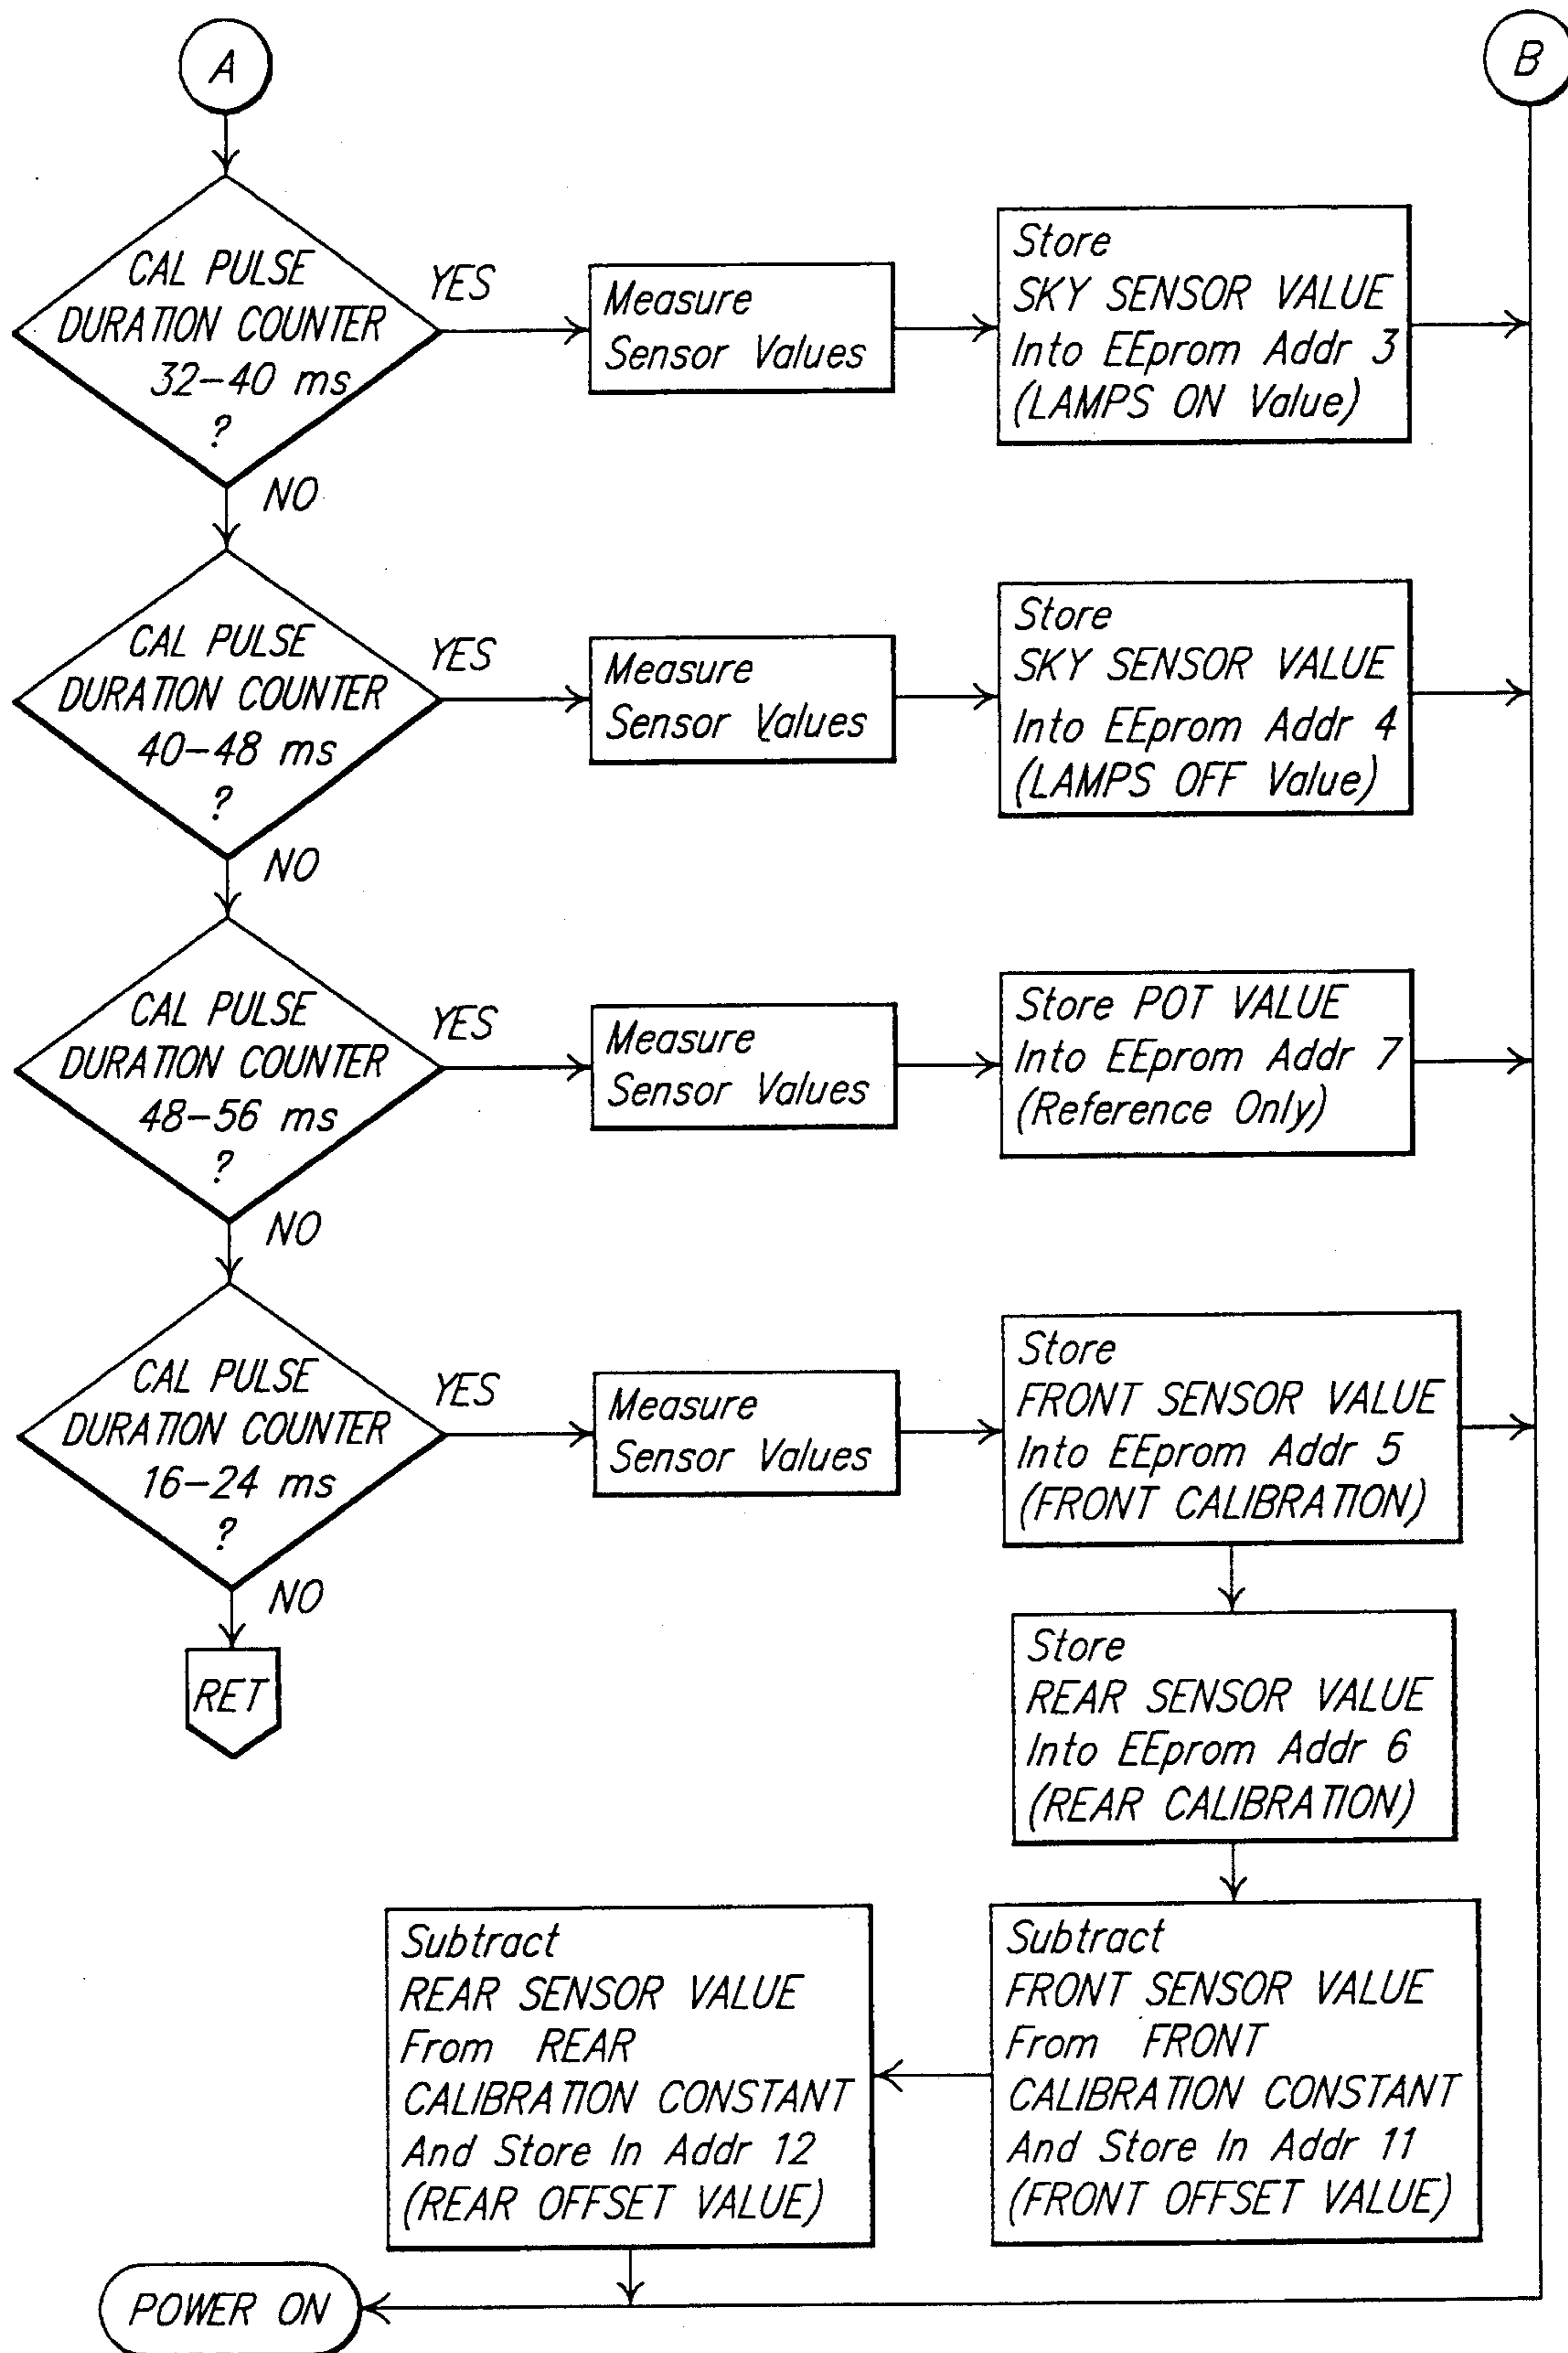 A
B
CAL PULSE
DURATION COUNTER
32-40 ms
?
YES
NO
Measure
Sensor Values
Store
SKY SENSOR VALUE
Into EEprom Addr 3
(LAMPS ON Value)
CAL PULSE
DURATION COUNTER
40-48 ms
?
YES
NO
Measure
Sensor Values
Store
SKY SENSOR VALUE
Into EEprom Addr 4
(LAMPS OFF Value)
CAL PULSE
DURATION COUNTER
48-56 ms
?
YES
NO
Measure
Sensor Values
Store POT VALUE
Into EEprom Addr 7
(Reference Only)
CAL PULSE
DURATION COUNTER
16-24 ms
?
YES
NO
Measure
Sensor Values
Store
FRONT SENSOR VALUE
Into EEprom Addr 5
(FRONT CALIBRATION)
RET
Store
REAR SENSOR VALUE
Into EEprom Addr 6
(REAR CALIBRATION)
Subtract
FRONT SENSOR VALUE
From FRONT
CALIBRATION CONSTANT
And Store In Addr 11
(FRONT OFFSET VALUE)
Subtract
REAR SENSOR VALUE
From REAR
CALIBRATION CONSTANT
And Store In Addr 12
(REAR OFFSET VALUE)
POWER ON